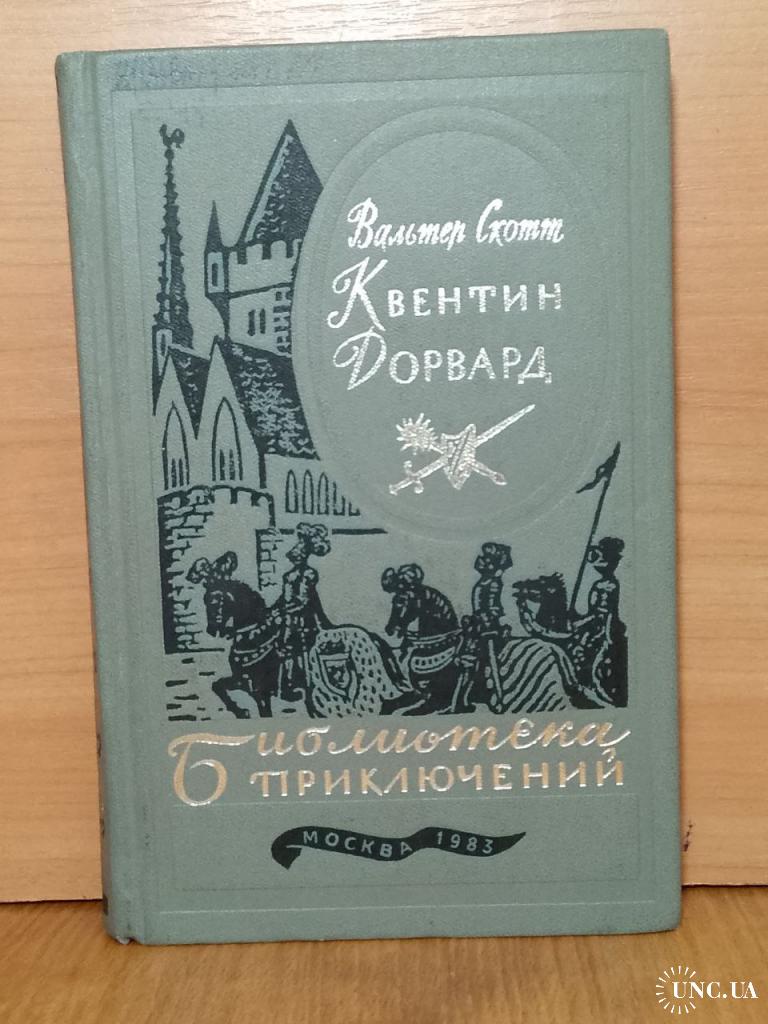 Вальтер Скотт
Квентин
Дорвард
Библиотека
приключений
МОСКВА 1983
UNC.UA